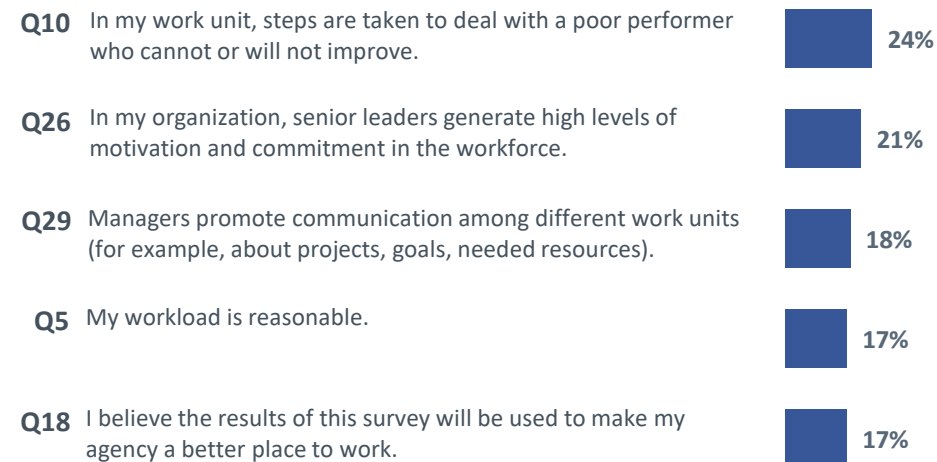 Q10 In my work unit, steps are taken to deal with a poor performer
who cannot or will not improve.
24%
Q26 In my organization, senior leaders generate high levels of
motivation and commitment in the workforce.
21%
Q29 Managers promote communication among different work units
(for example, about projects, goals, needed resources).
18%
Q5 My workload is reasonable.
17%
Q18 I believe the results of this survey will be used to make my
agency a better place to work.
17%